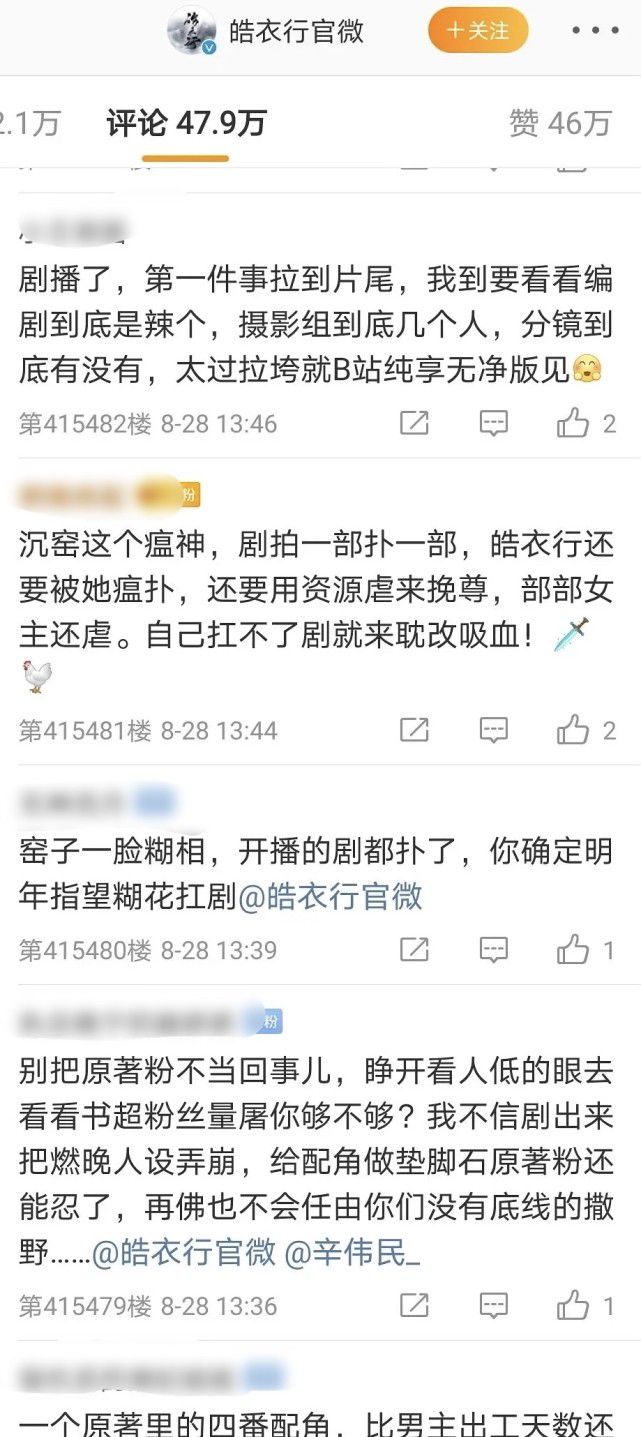 皓衣行官微
+关注
2.1万
评论 47.9万
赞 46万
剧播了，第一件事拉到片尾，我到要看看编
剧到底是辣个，摄影组到底几个人，分镜到
底有没有，太过拉垮就B站纯享无净版见
第415482楼 8-28 13:46
2
粉
沉窑这个瘟神，剧拍一部扑一部，皓衣行还
要被她瘟扑，还要用资源虐来挽尊，部部女
主还虐。自己扛不了剧就来耽改吸血！
第415481楼 8-28 13:44
2
窑子一脸糊相，开播的剧都扑了，你确定明
年指望糊花扛剧@皓衣行官微
第415480楼 8-28 13:39
1
粉
别把原著粉不当回事儿，睁开看人低的眼去
看看书超粉丝量屠你够不够？我不信剧出来
把燃晚人设弄崩，给配角做垫脚石原著粉还
能忍了，再佛也不会任由你们没有底线的撒
野……@皓衣行官微 @辛伟民_
第415479楼 8-28 13:36
1
一个原著里的四番配角，比男主出工天数还